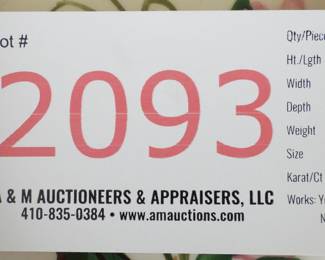 ot #
2093
A & M AUCTIONEERS & APPRAISERS, LLC
410-835-0384 • www.amauctions.com
Qty/Piece
Ht./Lgth
Width
Depth
Weight
Size
Karat/Ct
Works: Y
N